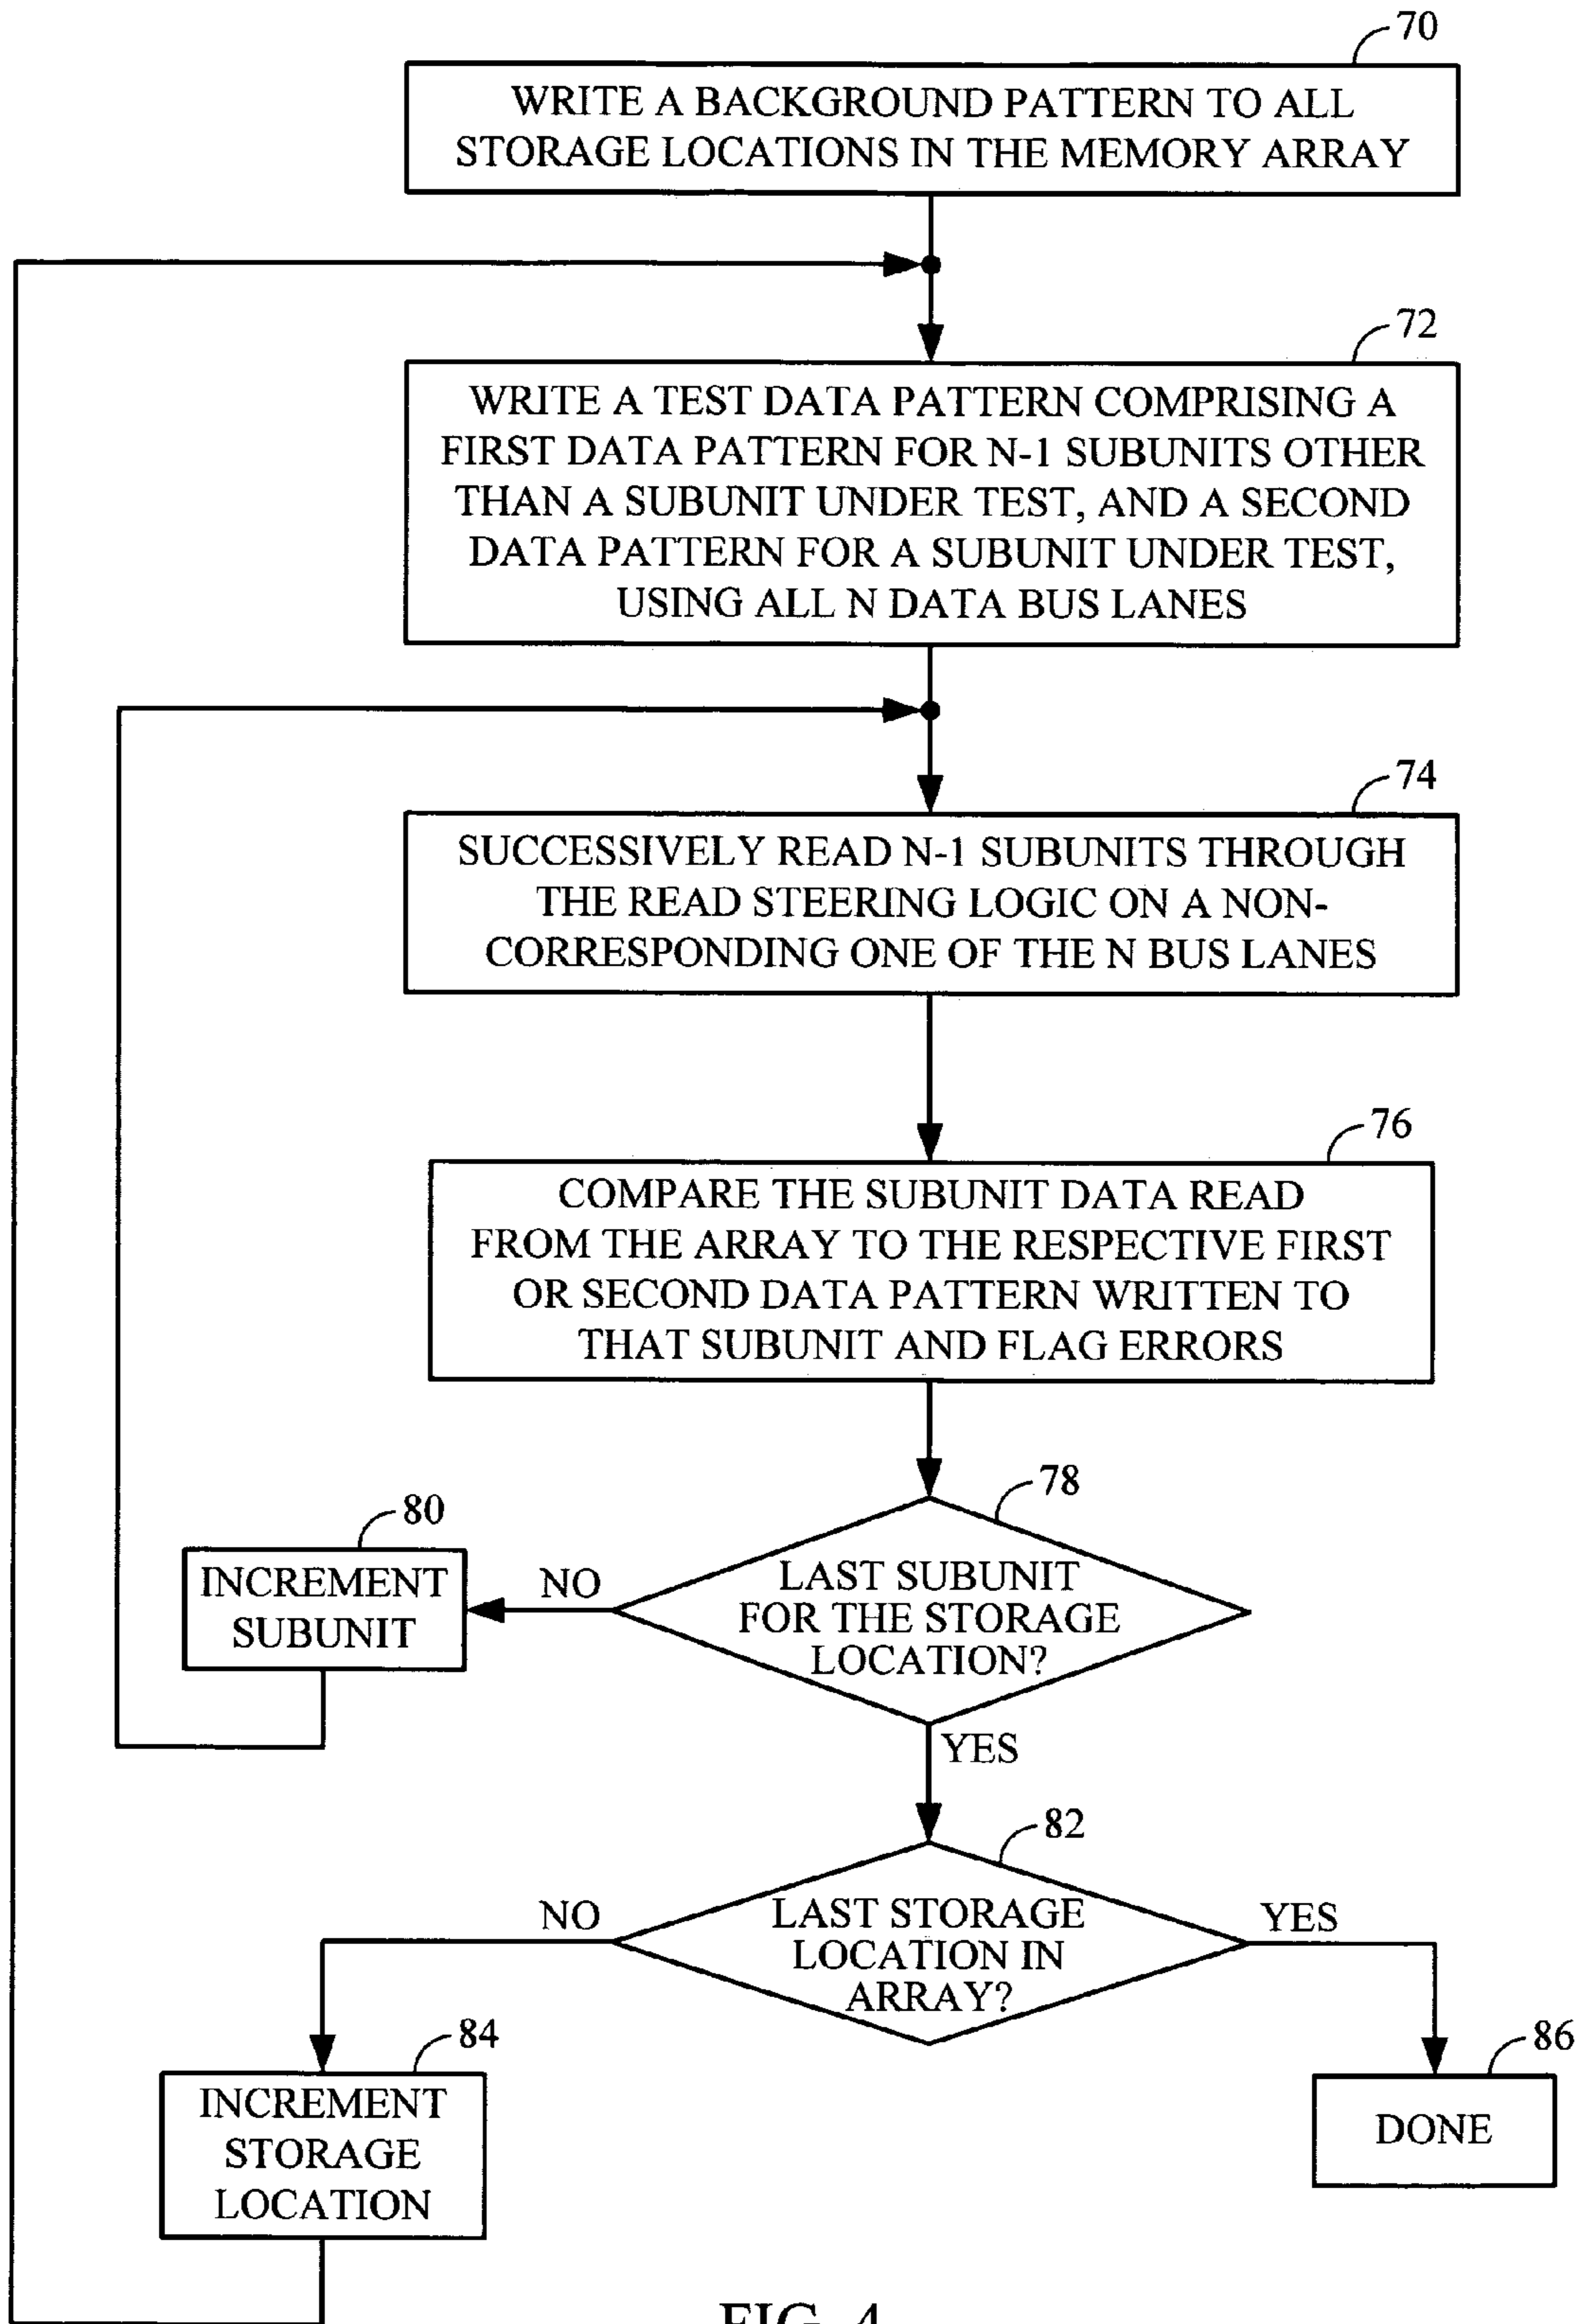 70
WRITE A BACKGROUND PATTERN TO ALL
STORAGE LOCATIONS IN THE MEMORY ARRAY
72
WRITE A TEST DATA PATTERN COMPRISING A
FIRST DATA PATTERN FOR N-1 SUBUNITS OTHER
THAN A SUBUNIT UNDER TEST, AND A SECOND
DATA PATTERN FOR A SUBUNIT UNDER TEST,
USING ALL N DATA BUS LANES
74
SUCCESSIVELY READ N-1 SUBUNITS THROUGH
THE READ STEERING LOGIC ON A NON-
CORRESPONDING ONE OF THE N BUS LANES
76
COMPARE THE SUBUNIT DATA READ
FROM THE ARRAY TO THE RESPECTIVE FIRST
OR SECOND DATA PATTERN WRITTEN TO
THAT SUBUNIT AND FLAG ERRORS
78
LAST SUBUNIT
FOR THE STORAGE
LOCATION?
NO
80
INCREMENT
SUBUNIT
YES
82
LAST STORAGE
LOCATION IN
ARRAY?
NO
YES
84
INCREMENT
STORAGE
LOCATION
86
DONE
FIG. 4